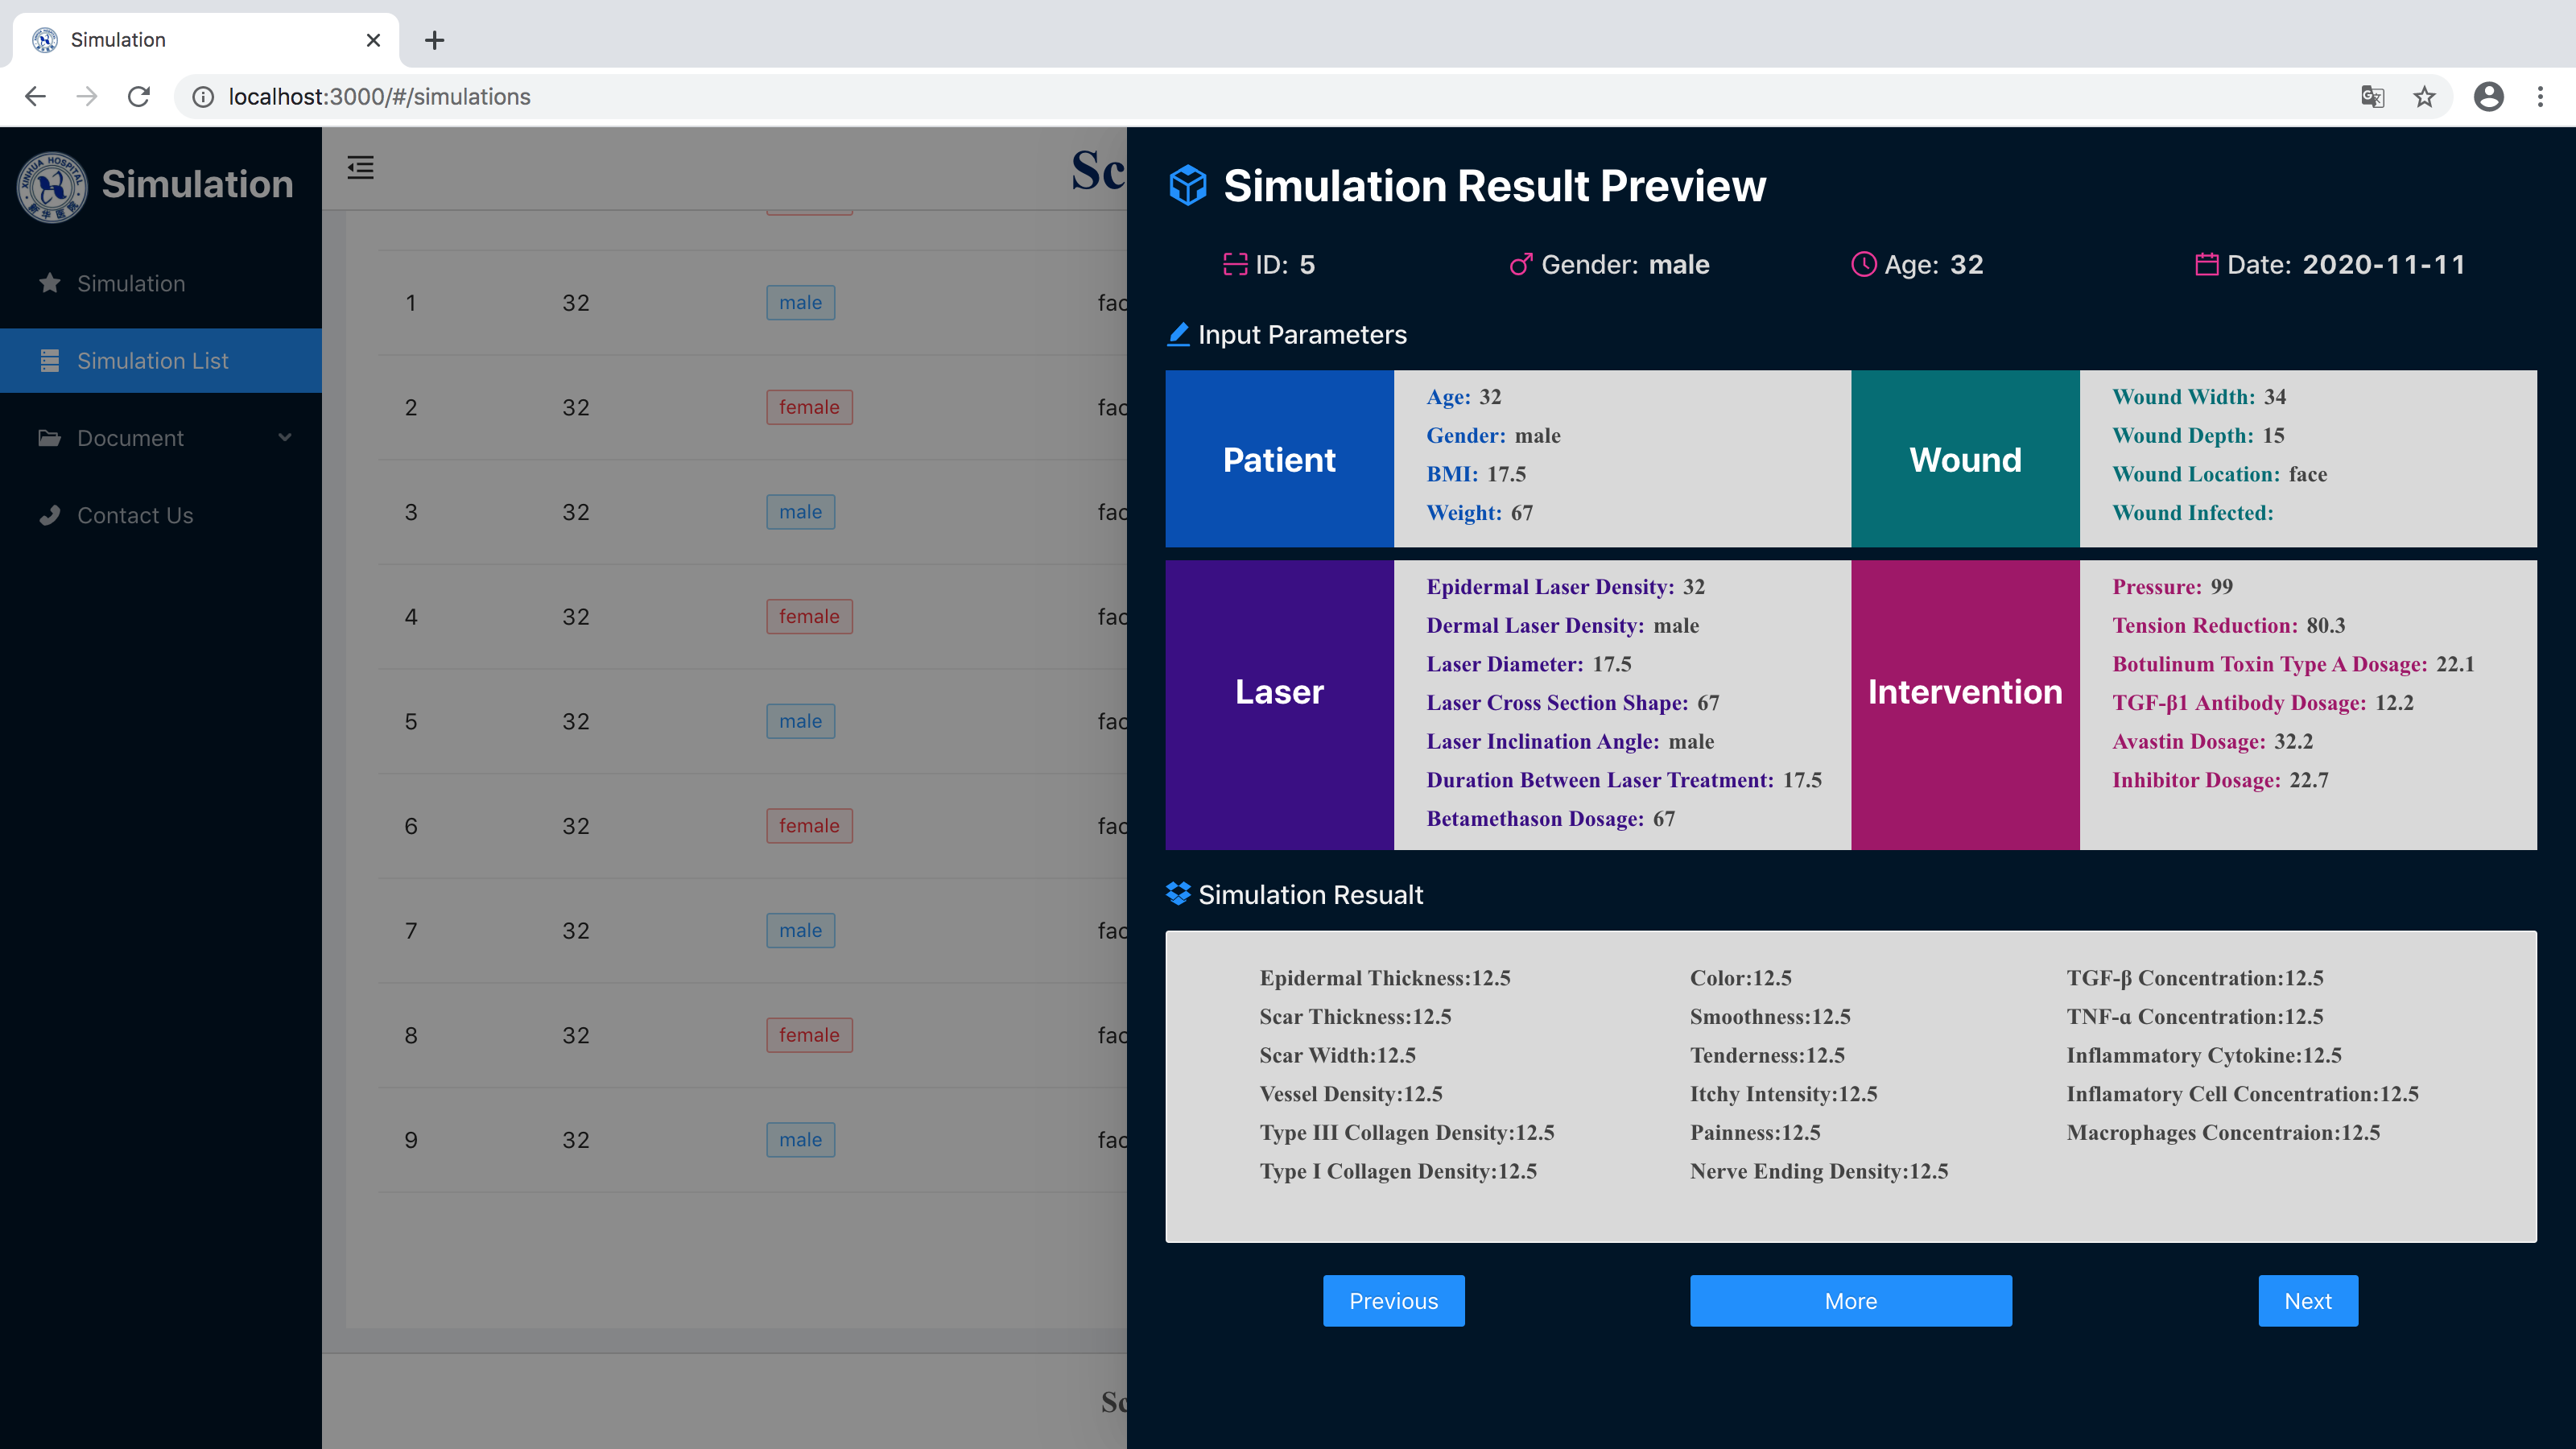 Simulation
localhost:3000/#/simulations
XINHUA HOSPITAL
新华医院
Simulation
Simulation
Simulation List
Document
Contact Us
Sc
1 32 male fac
2 32 female fac
3 32 male fac
4 32 female fac
5 32 male fac
6 32 female fac
7 32 male fac
8 32 female fac
9 32 male fac
Sc
Simulation Result Preview
ID: 5 Gender: male Age: 32 Date: 2020-11-11
Input Parameters
Patient
Age: 32
Gender: male
BMI: 17.5
Weight: 67
Wound
Wound Width: 34
Wound Depth: 15
Wound Location: face
Wound Infected:
Laser
Epidermal Laser Density: 32
Dermal Laser Density: male
Laser Diameter: 17.5
Laser Cross Section Shape: 67
Laser Inclination Angle: male
Duration Between Laser Treatment: 17.5
Betamethason Dosage: 67
Intervention
Pressure: 99
Tension Reduction: 80.3
Botulinum Toxin Type A Dosage: 22.1
TGF-β1 Antibody Dosage: 12.2
Avastin Dosage: 32.2
Inhibitor Dosage: 22.7
Simulation Resualt
Epidermal Thickness:12.5
Scar Thickness:12.5
Scar Width:12.5
Vessel Density:12.5
Type III Collagen Density:12.5
Type I Collagen Density:12.5
Color:12.5
Smoothness:12.5
Tenderness:12.5
Itchy Intensity:12.5
Painness:12.5
Nerve Ending Density:12.5
TGF-β Concentration:12.5
TNF-α Concentration:12.5
Inflammatory Cytokine:12.5
Inflamatory Cell Concentration:12.5
Macrophages Concentraion:12.5
Previous More Next